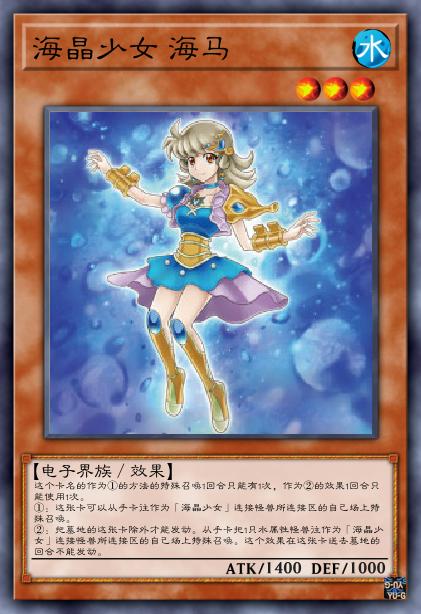 海晶少女 海马
水
【电子界族／效果】
这个卡名的作为①的方法的特殊召唤1回合只能有1次，作为②的效果1回合只
能使用1次。
①：这张卡可以从手卡往作为「海晶少女」连接怪兽所连接区的自己场上特
殊召唤。
②：把墓地的这张卡除外才能发动。从手卡把1只水属性怪兽往作为「海晶少
女」连接怪兽所连接区的自己场上特殊召唤。这个效果在这张卡送去墓地的
回合不能发动。
ATK/1400 DEF/1000